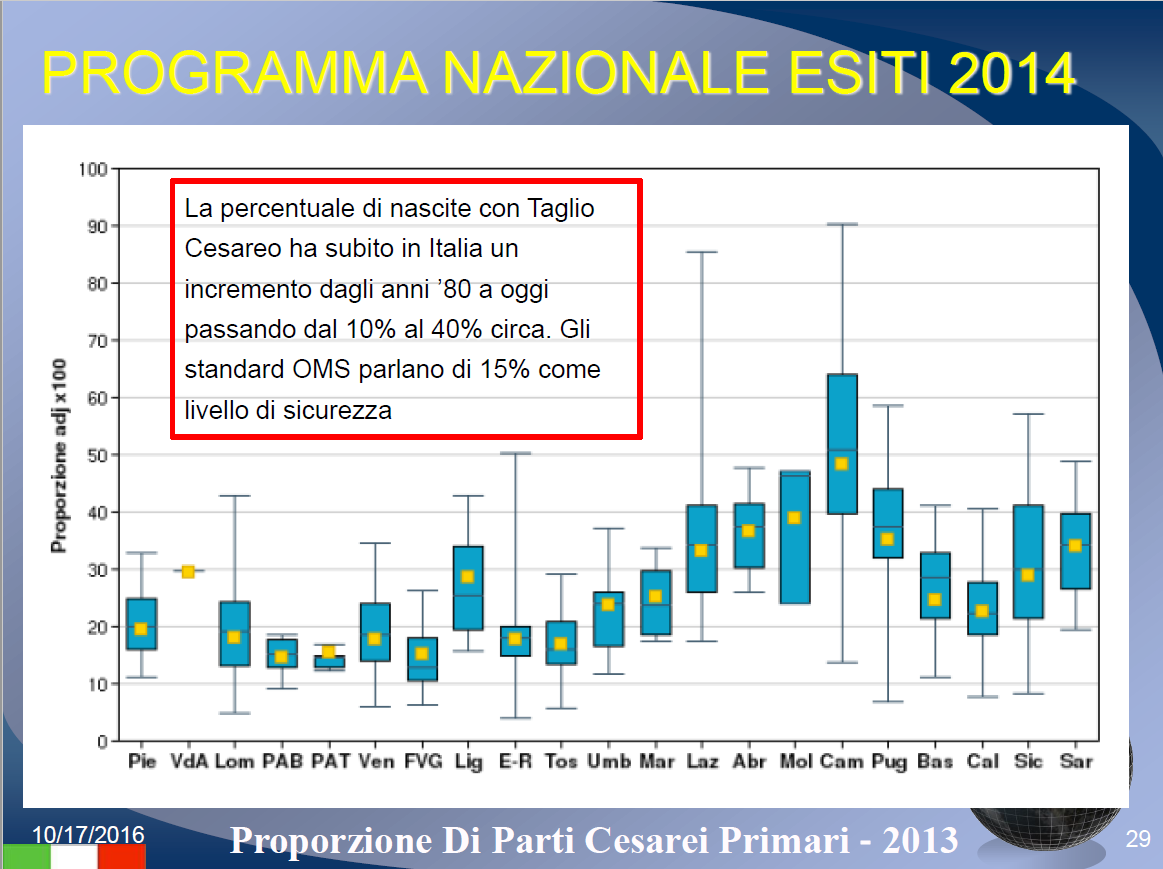 PROGRAMMA NAZIONALE ESITI 2014
La percentuale di nascite con Taglio
Cesareo ha subito in Italia un
incremento dagli anni ’80 a oggi
passando dal 10% al 40% circa. Gli
standard OMS parlano di 15% come
livello di sicurezza
Proporzione adj x100
100
90
80
70
60
50
40
30
20
10
0
Pie VdA Lom PAB PAT Ven FVG Lig E-R Tos Umb Mar Laz Abr Mol Cam Pug Bas Cal Sic Sar
10/17/2016
Proporzione Di Parti Cesarei Primari - 2013
29